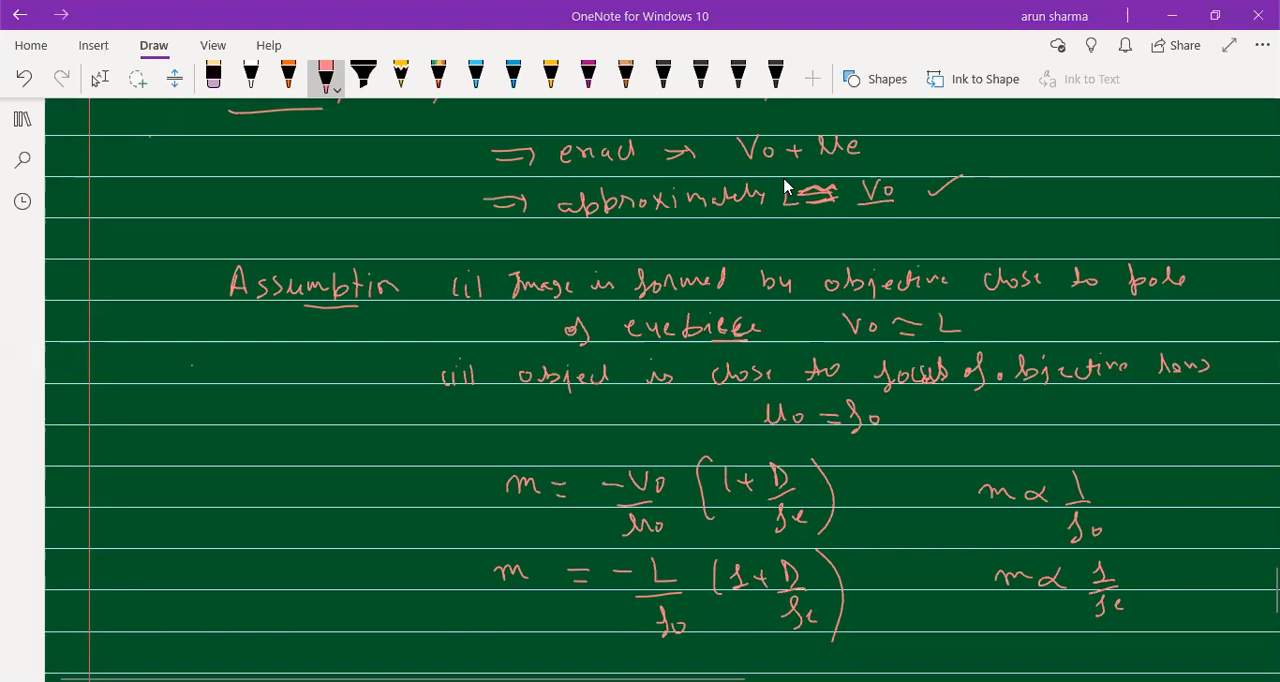 OneNote for Windows 10
arun sharma
Home Insert Draw View Help
Share
Shapes
Ink to Shape
Ink to Text
⇒ exact → Vo + Ue
⇒ approximately L ≃ Vo ✓
Assumption (i) Image is formed by objective close to pole
of eyepiece Vo ≃ L
(ii) object is close to focus of objective lens
Uo = fo
m = -Vo/Uo (1 + D/fe) m ∝ 1/fo
m = -L/fo (1 + D/fe) m ∝ 1/fe